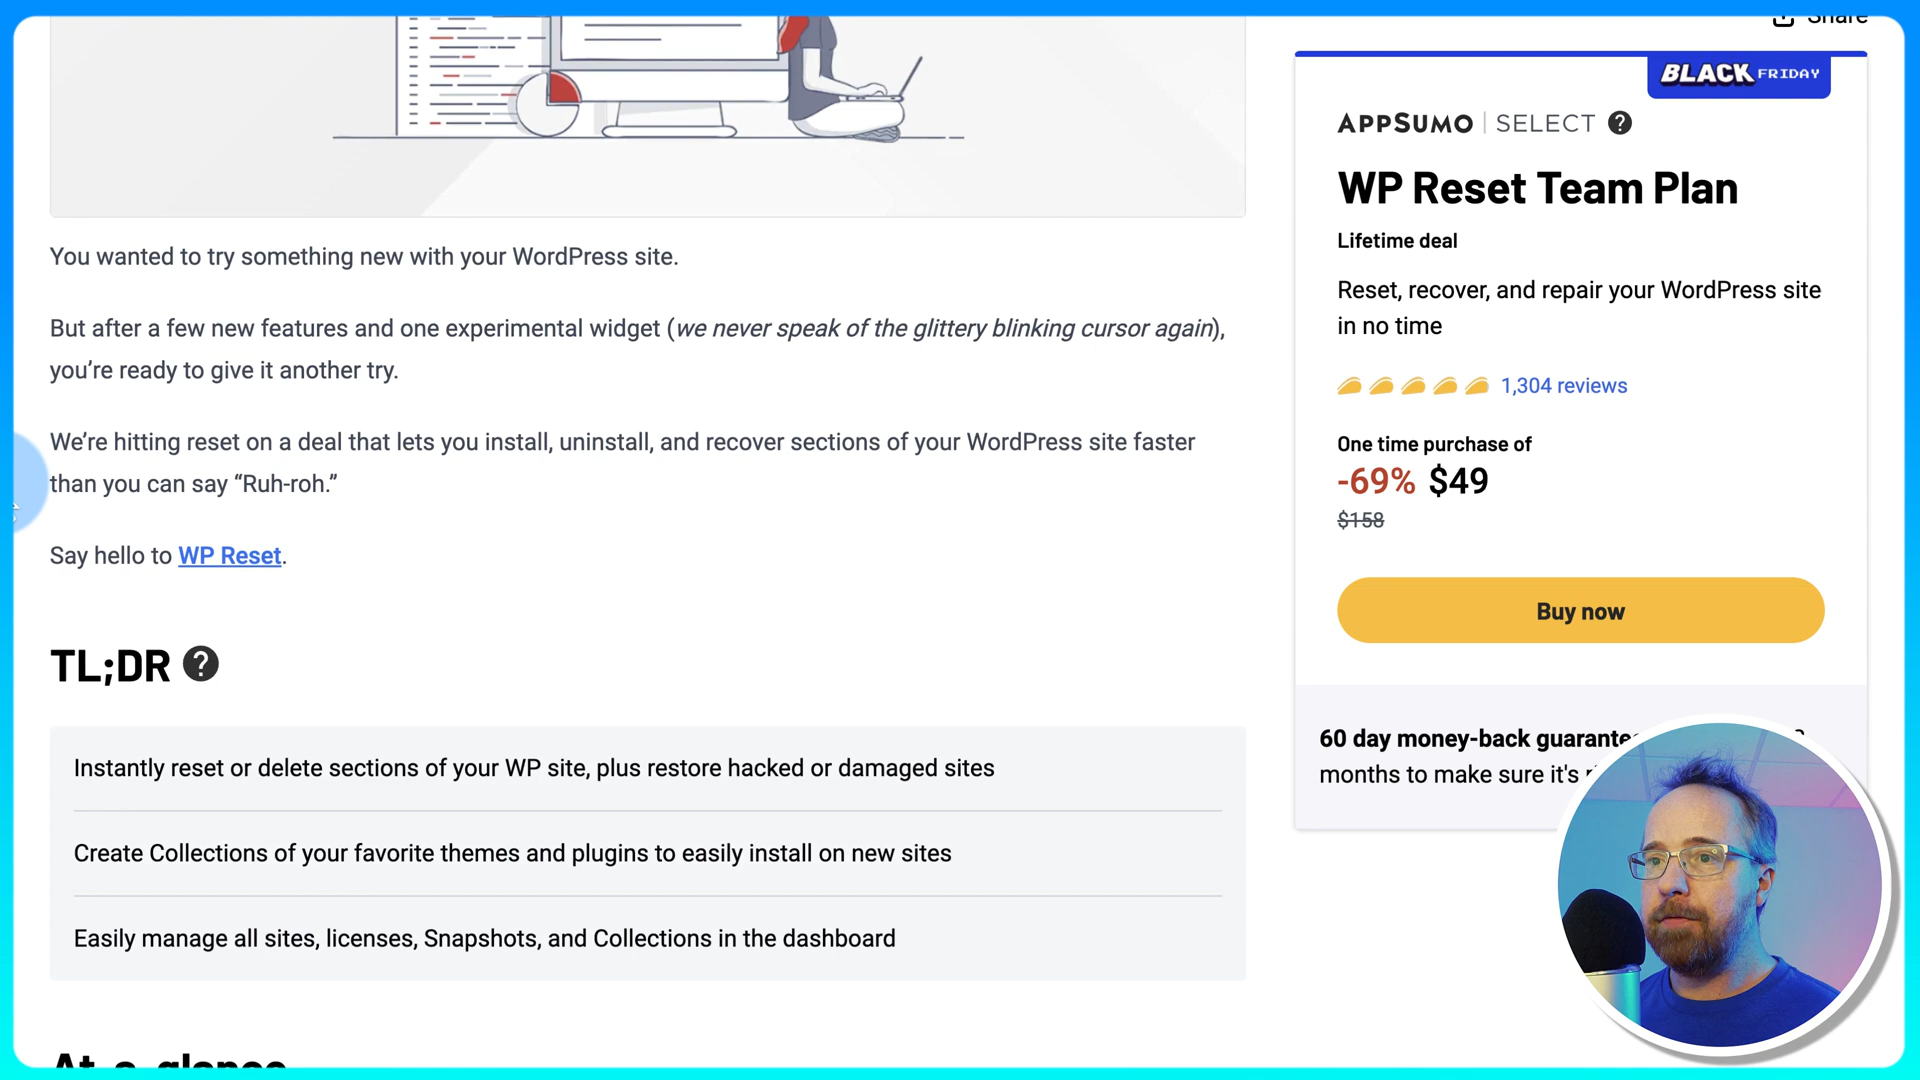 Share
BLACK FRIDAY
APPSUMO | SELECT ?
WP Reset Team Plan
Lifetime deal
Reset, recover, and repair your WordPress site
in no time
1,304 reviews
One time purchase of
-69% $49
$158
Buy now
60 day money-back guarantee
months to make sure it's
You wanted to try something new with your WordPress site.
But after a few new features and one experimental widget (we never speak of the glittery blinking cursor again),
you’re ready to give it another try.
We’re hitting reset on a deal that lets you install, uninstall, and recover sections of your WordPress site faster
than you can say “Ruh-roh.”
Say hello to WP Reset.
TL;DR ?
Instantly reset or delete sections of your WP site, plus restore hacked or damaged sites
Create Collections of your favorite themes and plugins to easily install on new sites
Easily manage all sites, licenses, Snapshots, and Collections in the dashboard
At-a-glance